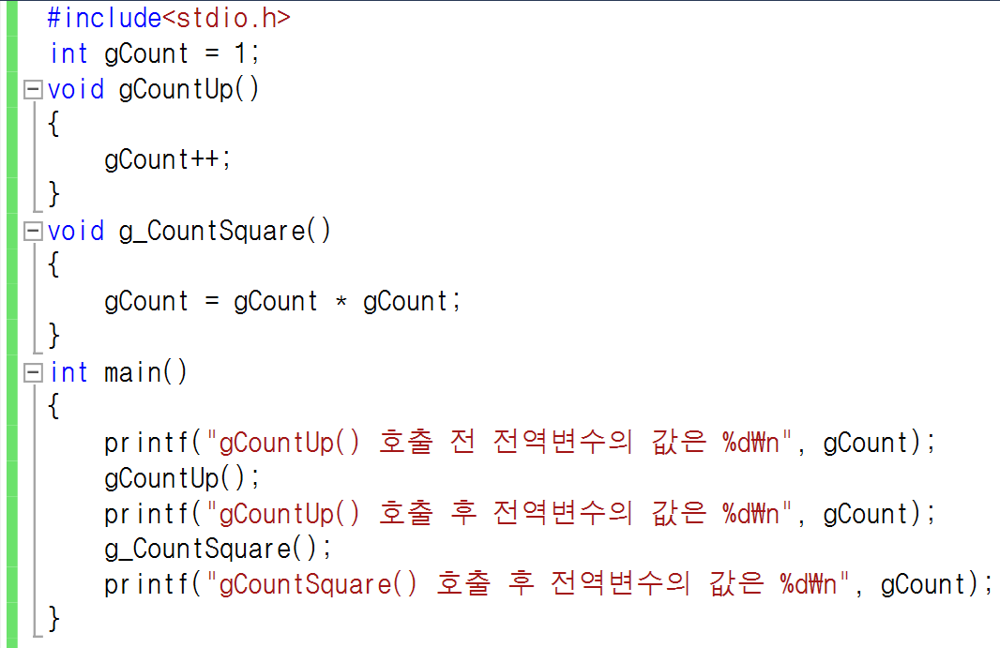 #include<stdio.h>
int gCount = 1;
void gCountUp()
{
    gCount++;
}
void g_CountSquare()
{
    gCount = gCount * gCount;
}
int main()
{
    printf("gCountUp() 호출 전 전역변수의 값은 %d₩n", gCount);
    gCountUp();
    printf("gCountUp() 호출 후 전역변수의 값은 %d₩n", gCount);
    g_CountSquare();
    printf("gCountSquare() 호출 후 전역변수의 값은 %d₩n", gCount);
}